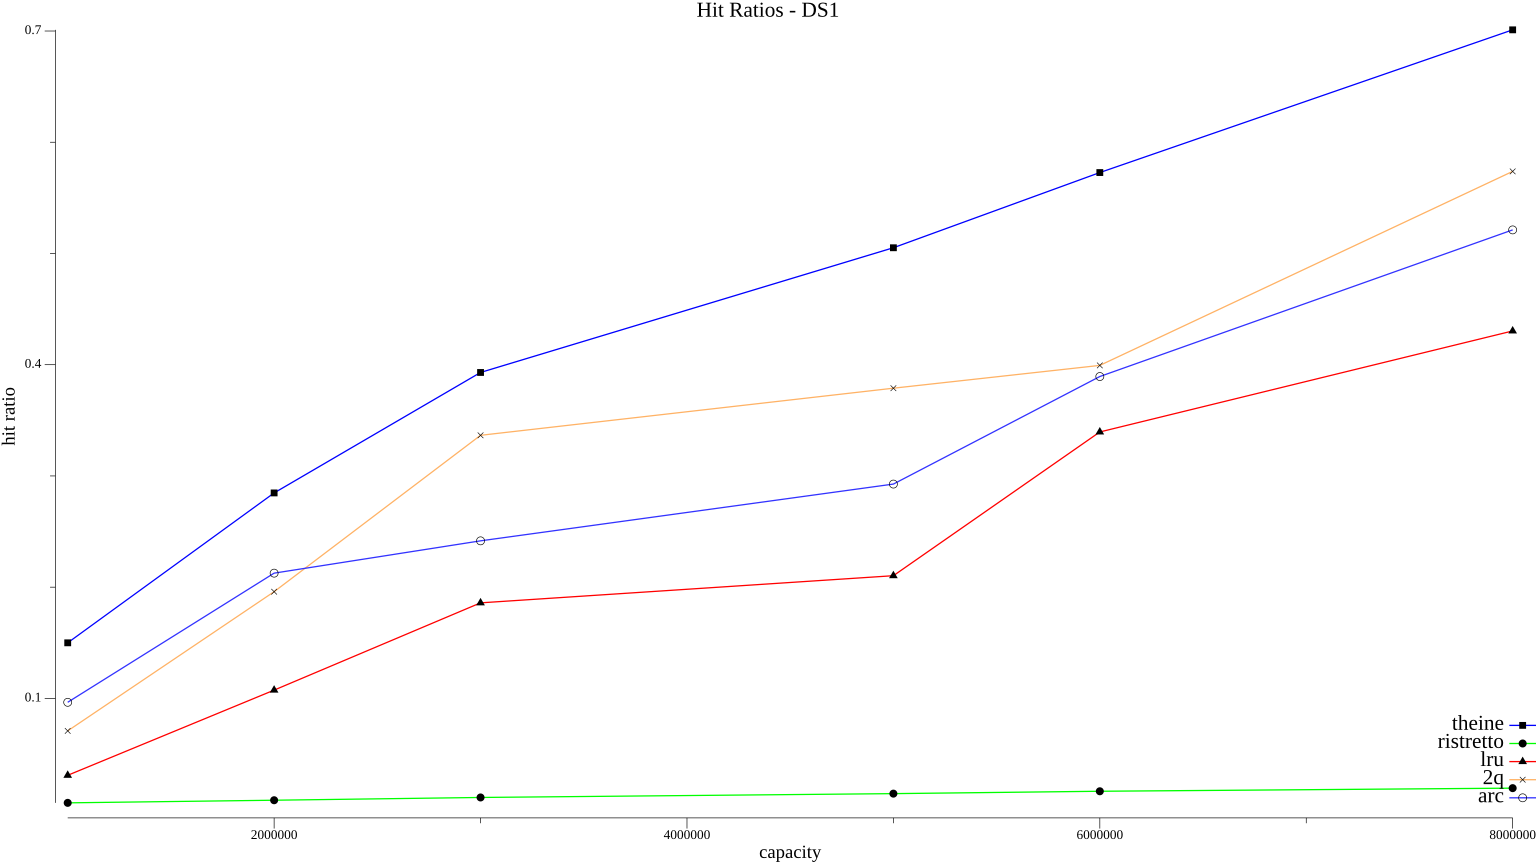 Hit Ratios - DS1
0.7
0.4
hit ratio
0.1
theine
ristretto
lru
2q
arc
2000000
4000000
6000000
8000000
capacity